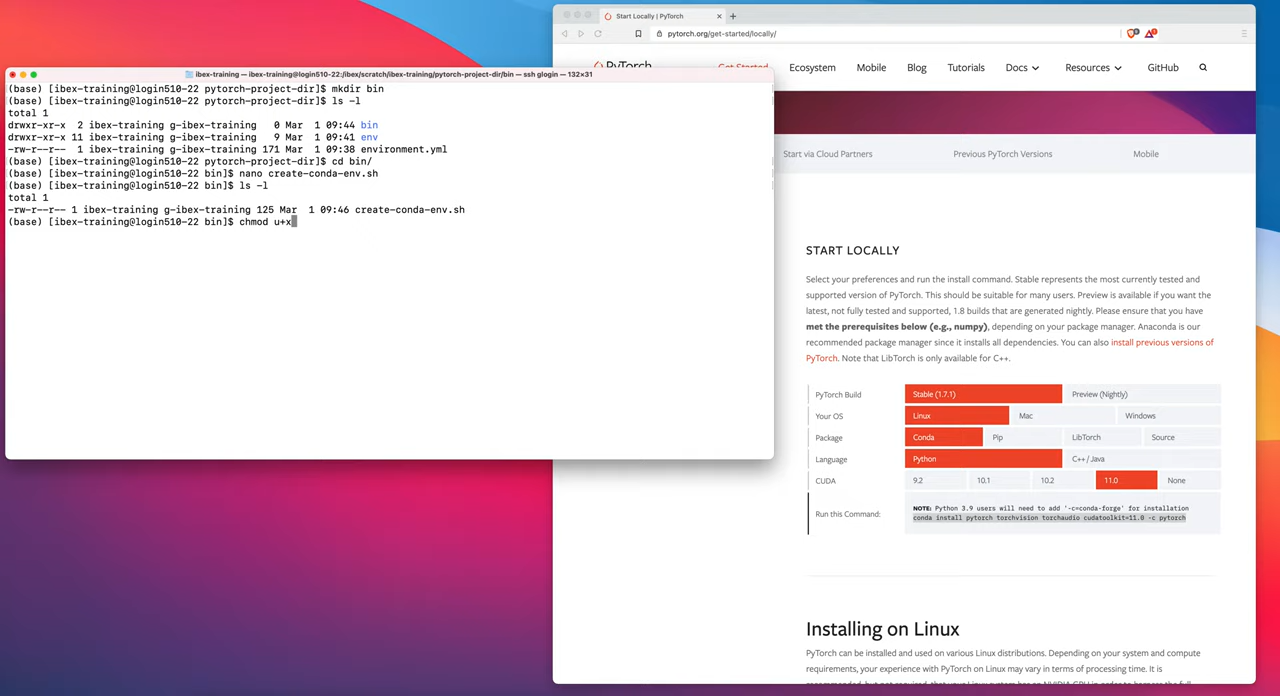 Start Locally | PyTorch
pytorch.org/get-started/locally/
PyTorch
Get Started
Ecosystem
Mobile
Blog
Tutorials
Docs
Resources
GitHub
Start via Cloud Partners
Previous PyTorch Versions
Mobile
ibex-training — ibex-training@login510-22:/ibex/scratch/ibex-training/pytorch-project-dir/bin — ssh glogin — 132×31
(base) [ibex-training@login510-22 pytorch-project-dir]$ mkdir bin
(base) [ibex-training@login510-22 pytorch-project-dir]$ ls -l
total 1
drwxr-xr-x  2 ibex-training g-ibex-training   0 Mar  1 09:44 bin
drwxr-xr-x 11 ibex-training g-ibex-training   9 Mar  1 09:41 env
-rw-r--r--  1 ibex-training g-ibex-training 171 Mar  1 09:38 environment.yml
(base) [ibex-training@login510-22 pytorch-project-dir]$ cd bin/
(base) [ibex-training@login510-22 bin]$ nano create-conda-env.sh
(base) [ibex-training@login510-22 bin]$ ls -l
total 1
-rw-r--r-- 1 ibex-training g-ibex-training 125 Mar  1 09:46 create-conda-env.sh
(base) [ibex-training@login510-22 bin]$ chmod u+x
START LOCALLY
Select your preferences and run the install command. Stable represents the most currently tested and
supported version of PyTorch. This should be suitable for many users. Preview is available if you want the
latest, not fully tested and supported, 1.8 builds that are generated nightly. Please ensure that you have
met the prerequisites below (e.g., numpy), depending on your package manager. Anaconda is our
recommended package manager since it installs all dependencies. You can also install previous versions of
PyTorch. Note that LibTorch is only available for C++.
PyTorch Build
Stable (1.7.1)
Preview (Nightly)
Your OS
Linux
Mac
Windows
Package
Conda
Pip
LibTorch
Source
Language
Python
C++ / Java
CUDA
9.2
10.1
10.2
11.0
None
Run this Command:
NOTE: Python 3.9 users will need to add '-c=conda-forge' for installation
conda install pytorch torchvision torchaudio cudatoolkit=11.0 -c pytorch
Installing on Linux
PyTorch can be installed and used on various Linux distributions. Depending on your system and compute
requirements, your experience with PyTorch on Linux may vary in terms of processing time. It is